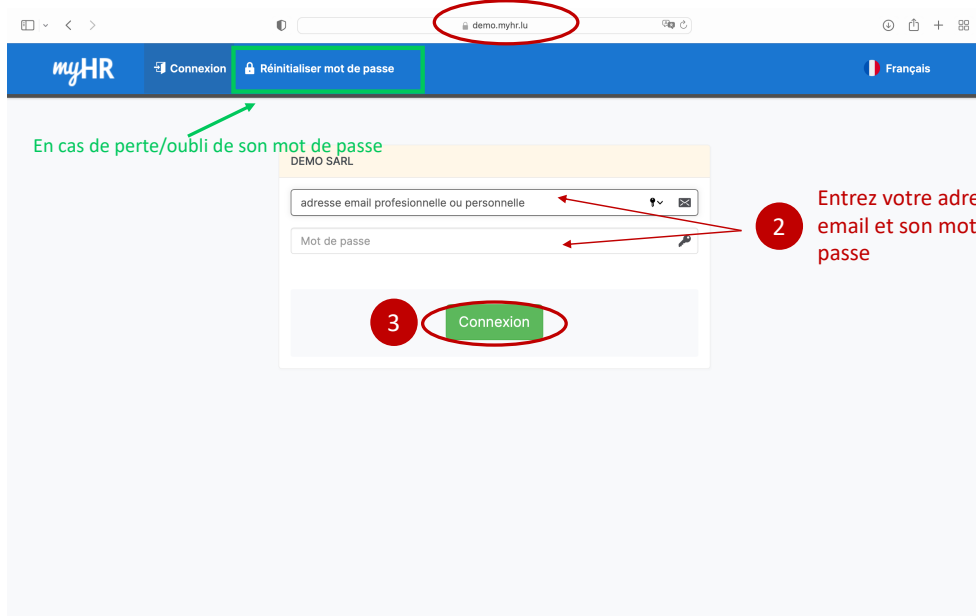 demo.myhr.lu
myHR
Connexion
Réinitialiser mot de passe
Français
En cas de perte/oubli de son mot de passe
DEMO SARL
adresse email profesionnelle ou personnelle
Mot de passe
2
Entrez votre adre
email et son mot
passe
3
Connexion